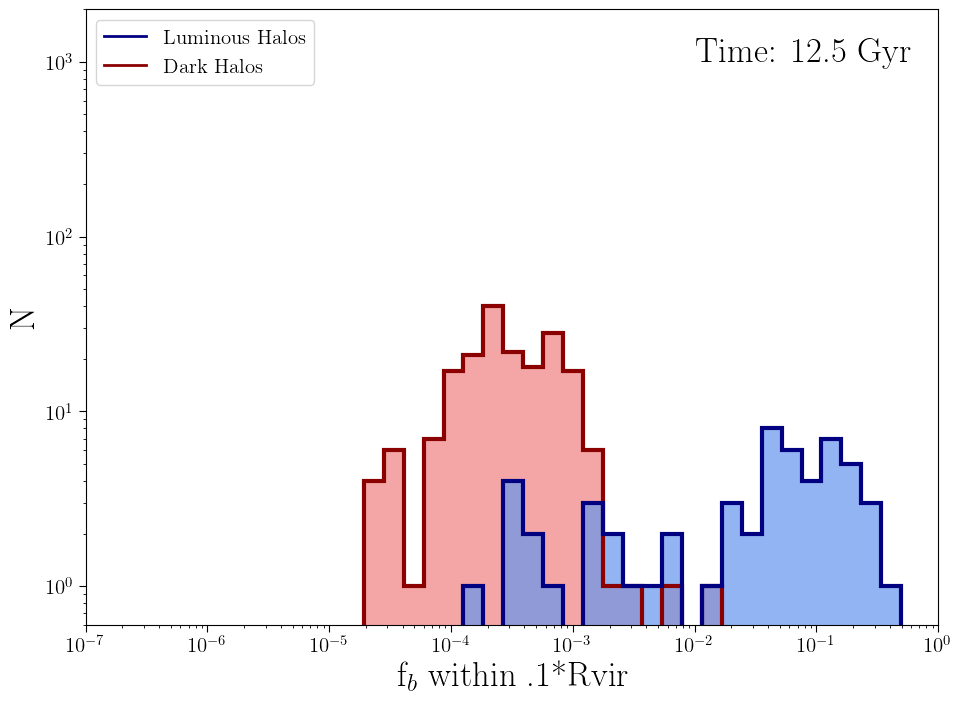 Luminous Halos
Dark Halos
Time: 12.5 Gyr
N
10³
10²
10¹
10⁰
10⁻⁷ 10⁻⁶ 10⁻⁵ 10⁻⁴ 10⁻³ 10⁻² 10⁻¹ 10⁰
f_b within .1*Rvir